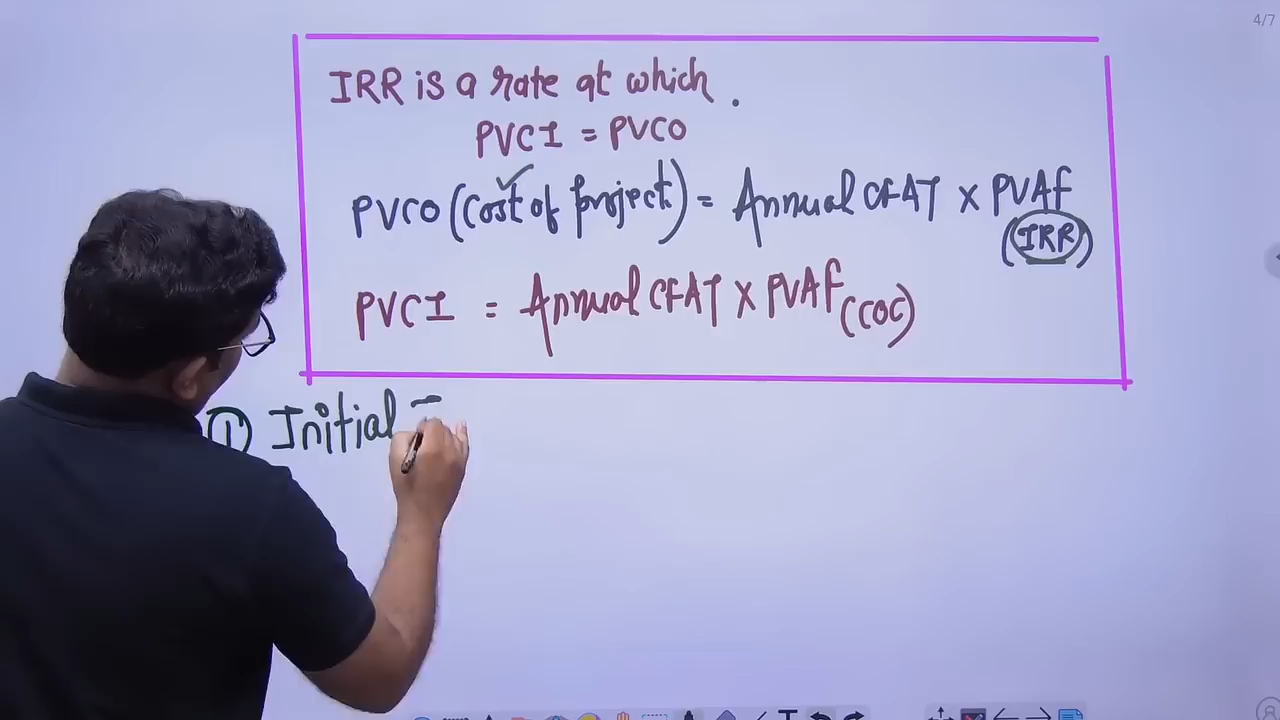 4/7
IRR is a rate at which.
PVCI = PVCO
PVCO (Cost of project) = Annual CFAT x PVAF
(IRR)
PVCI = Annual CFAT x PVAF (COC)
① Initial